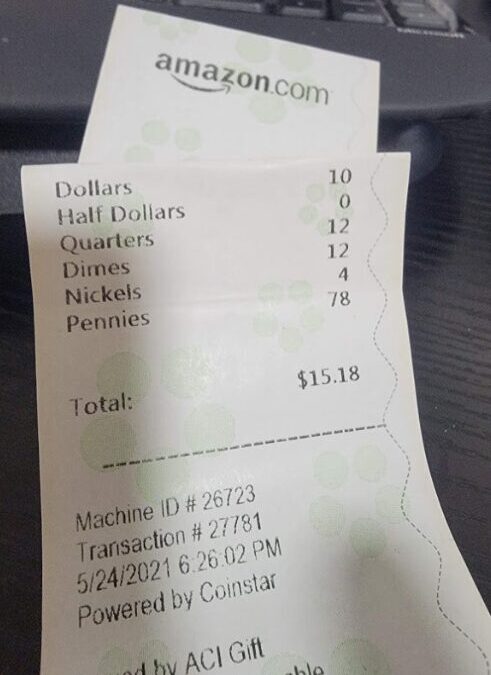 amazon.com
Dollars 10
Half Dollars 0
Quarters 12
Dimes 12
Nickels 4
Pennies 78
Total: $15.18
Machine ID # 26723
Transaction # 27781
5/24/2021 6:26:02 PM
Powered by Coinstar
by ACI Gift